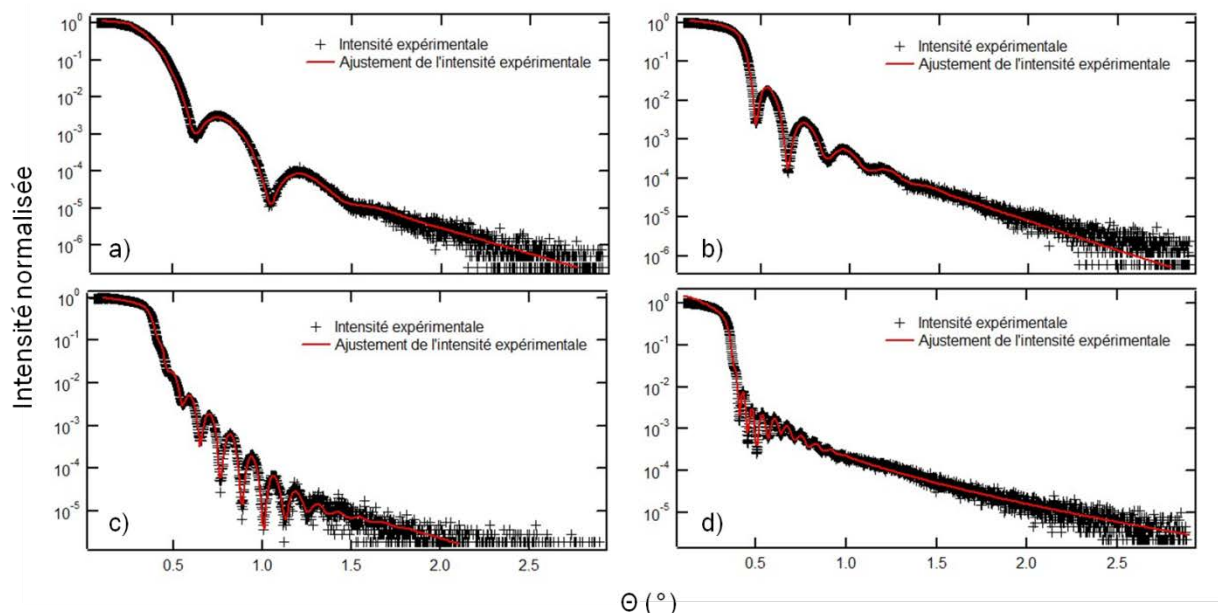 10⁰
10⁻¹
10⁻²
10⁻³
10⁻⁴
10⁻⁵
10⁻⁶
+ Intensité expérimentale
Ajustement de l'intensité expérimentale
a)
10⁰
10⁻¹
10⁻²
10⁻³
10⁻⁴
10⁻⁵
10⁻⁶
+ Intensité expérimentale
Ajustement de l'intensité expérimentale
b)
Intensité normalisée
10⁰
10⁻¹
10⁻²
10⁻³
10⁻⁴
10⁻⁵
+ Intensité expérimentale
Ajustement de l'intensité expérimentale
c)
0.5 1.0 1.5 2.0 2.5
10⁰
10⁻¹
10⁻²
10⁻³
10⁻⁴
10⁻⁵
+ Intensité expérimentale
Ajustement de l'intensité expérimentale
d)
0.5 1.0 1.5 2.0 2.5
Θ (°)